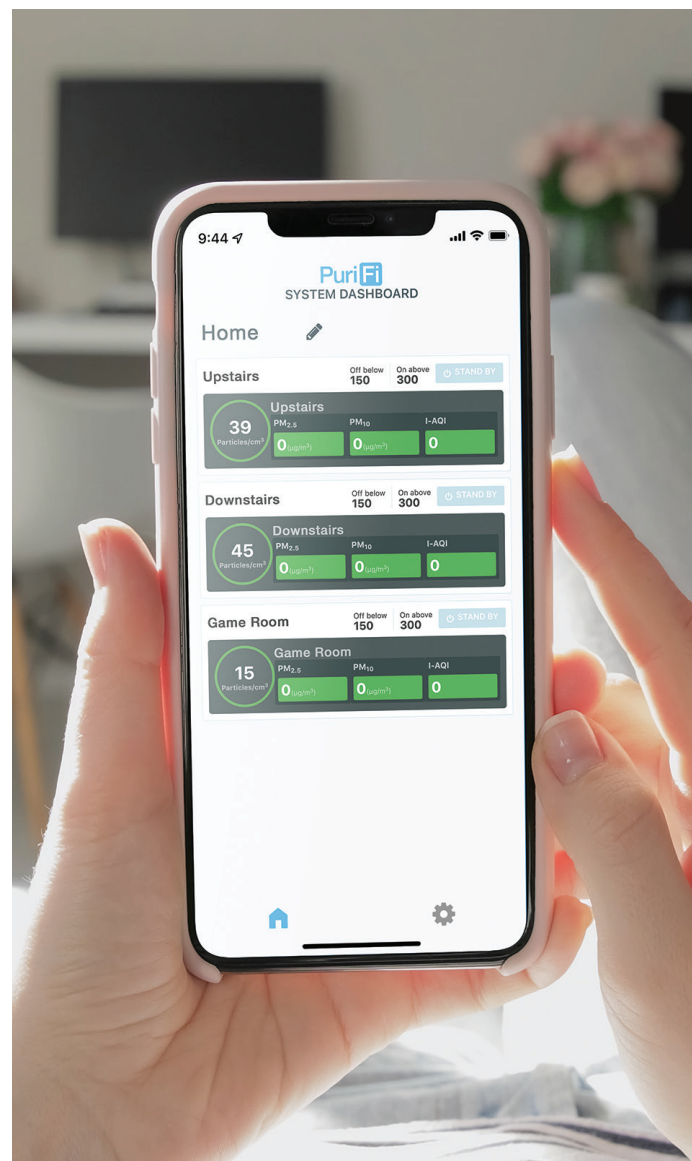 9:44
PuriFi
SYSTEM DASHBOARD
Home
Upstairs
Off below 150
On above 300
STAND BY
Upstairs
39 Particles/cm³
PM2.5
PM10
I-AQI
0 (µg/m³)
0 (µg/m³)
0
Downstairs
Off below 150
On above 300
STAND BY
Downstairs
45 Particles/cm³
PM2.5
PM10
I-AQI
0 (µg/m³)
0 (µg/m³)
0
Game Room
Off below 150
On above 300
STAND BY
Game Room
15 Particles/cm³
PM2.5
PM10
I-AQI
0 (µg/m³)
0 (µg/m³)
0